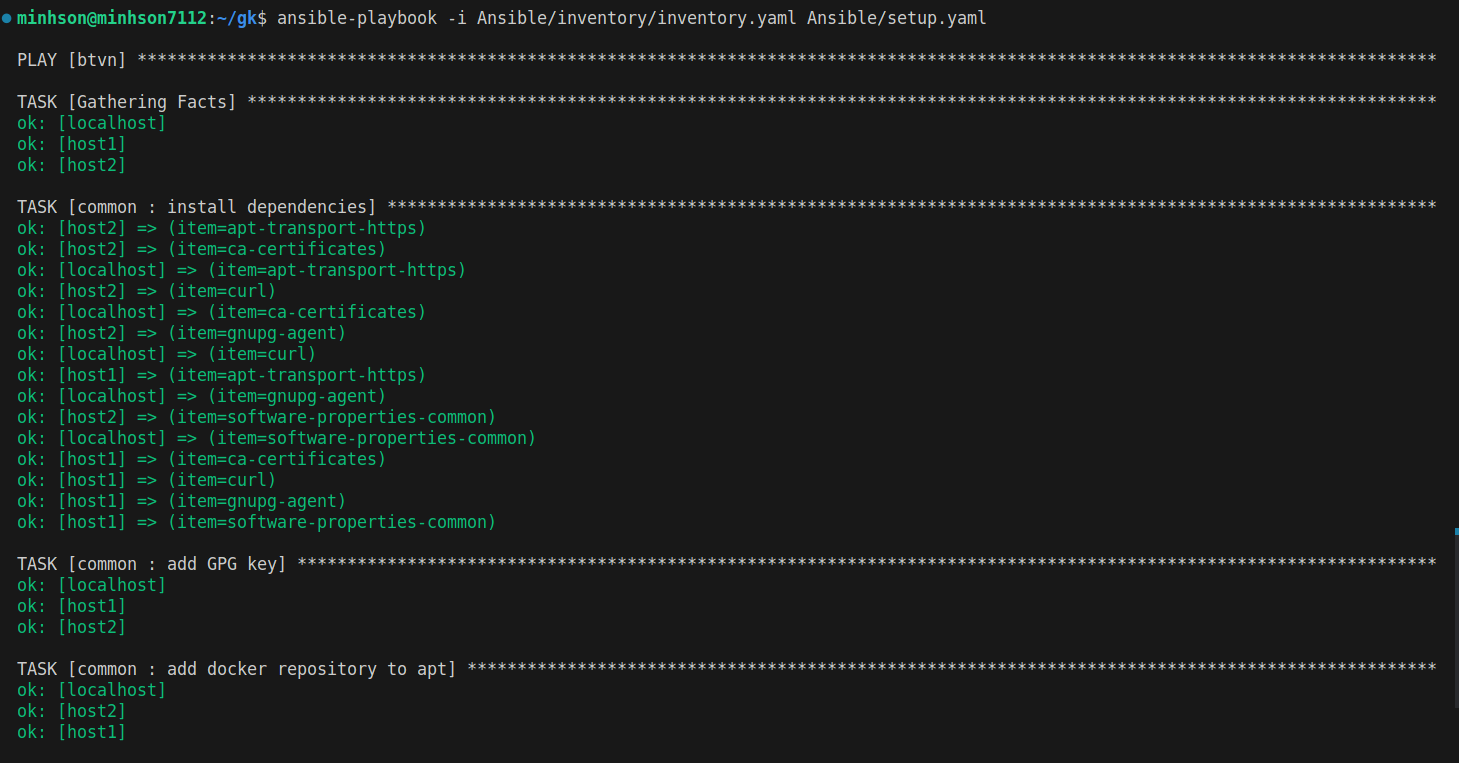 minhson@minhson7112:~/gk$ ansible-playbook -i Ansible/inventory/inventory.yaml Ansible/setup.yaml
PLAY [btvn] **********************************************************************************************************************************
TASK [Gathering Facts] ***********************************************************************************************************************
ok: [localhost]
ok: [host1]
ok: [host2]
TASK [common : install dependencies] *********************************************************************************************************
ok: [host2] => (item=apt-transport-https)
ok: [host2] => (item=ca-certificates)
ok: [localhost] => (item=apt-transport-https)
ok: [host2] => (item=curl)
ok: [localhost] => (item=ca-certificates)
ok: [host2] => (item=gnupg-agent)
ok: [localhost] => (item=curl)
ok: [host1] => (item=apt-transport-https)
ok: [localhost] => (item=gnupg-agent)
ok: [host2] => (item=software-properties-common)
ok: [localhost] => (item=software-properties-common)
ok: [host1] => (item=ca-certificates)
ok: [host1] => (item=curl)
ok: [host1] => (item=gnupg-agent)
ok: [host1] => (item=software-properties-common)
TASK [common : add GPG key] ******************************************************************************************************************
ok: [localhost]
ok: [host1]
ok: [host2]
TASK [common : add docker repository to apt] *************************************************************************************************
ok: [localhost]
ok: [host2]
ok: [host1]